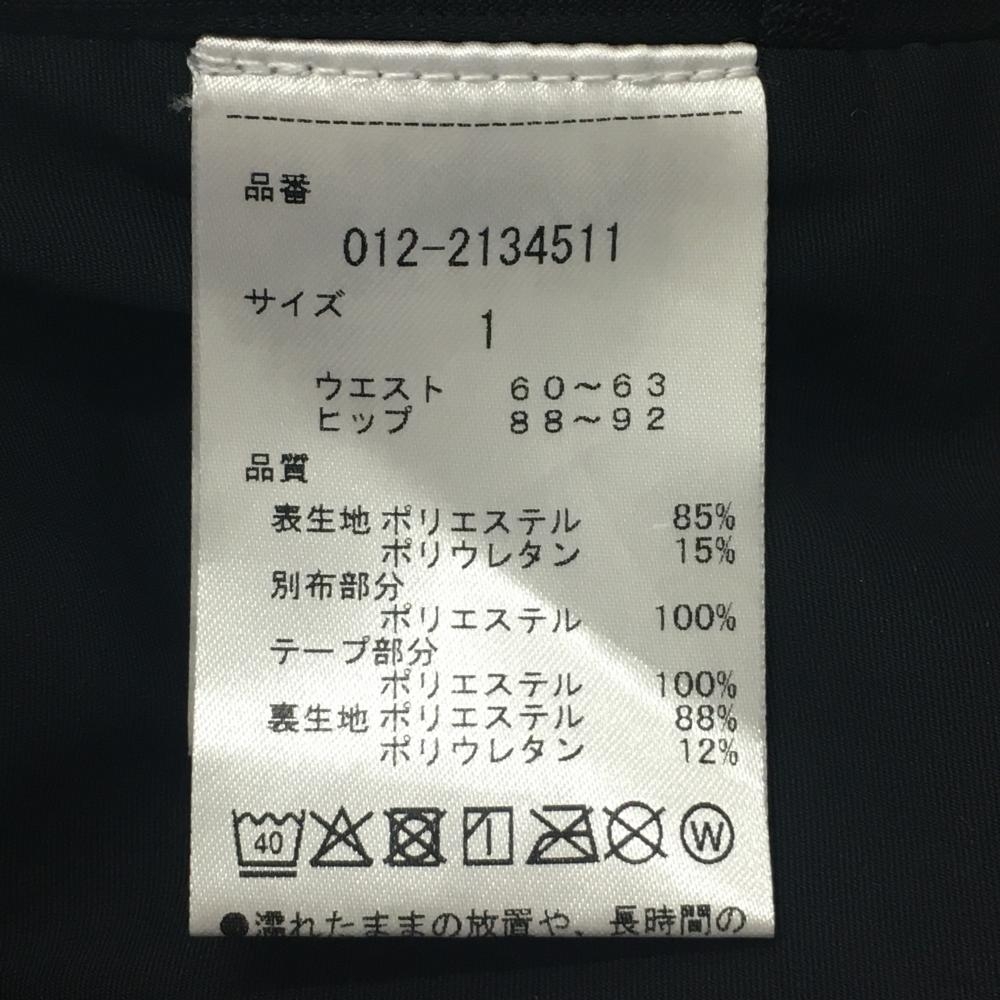 品番
012-2134511
サイズ
1
ウエスト 60〜63
ヒップ 88〜92
品質
表生地 ポリエステル 85%
ポリウレタン 15%
別布部分
ポリエステル 100%
テープ部分
ポリエステル 100%
裏生地 ポリエステル 88%
ポリウレタン 12%
40 W
●濡れたままの放置や、長時間の